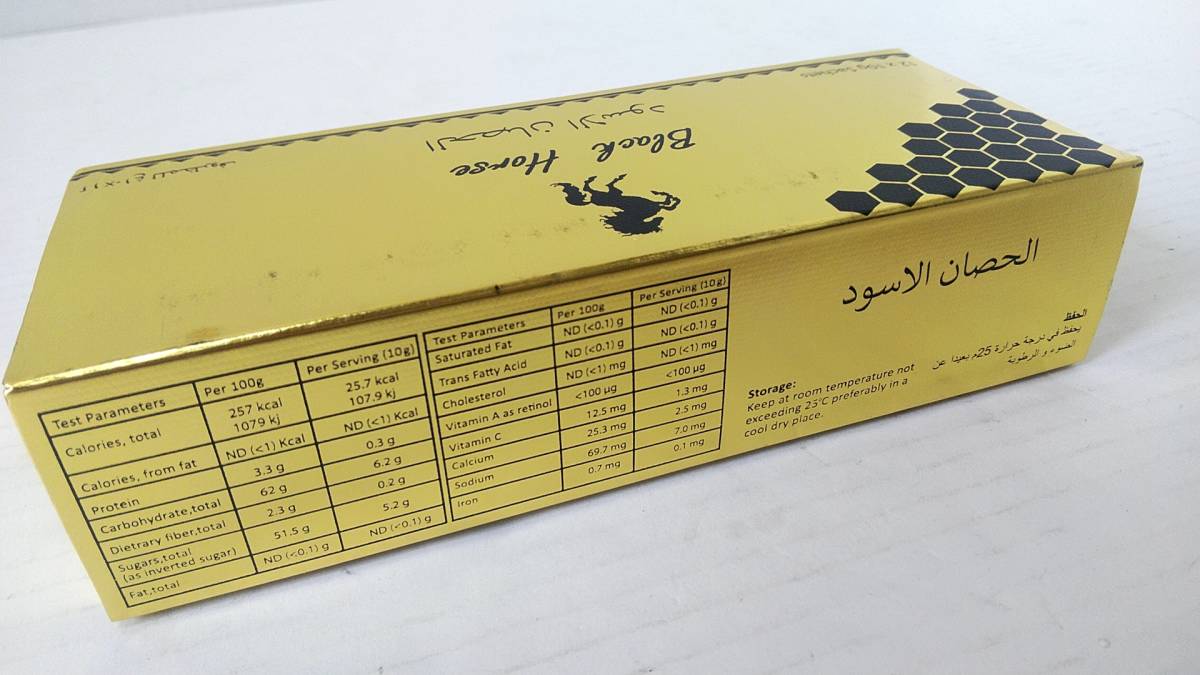 12 x 10g Sachets
Black Horse
الحصان الاسود
Test Parameters Per 100g Per Serving (10g)
Calories, total 257 kcal 1079 kj 25.7 kcal 107.9 kj
Calories, from fat ND (<1) Kcal ND (<1) Kcal
Protein 3.3 g 0.3 g
Carbohydrate,total 62 g 6.2 g
Dietrary fiber,total 2.3 g 0.2 g
Sugars,total (as inverted sugar) 51.5 g 5.2 g
Fat,total ND (<0.1) g ND (<0.1) g
Test Parameters Per 100g Per Serving (10g)
Saturated Fat ND (<0.1) g ND (<0.1) g
Trans Fatty Acid ND (<0.1) g ND (<0.1) g
Cholesterol ND (<1) mg ND (<1) mg
Vitamin A as retinol <100 µg <100 µg
Vitamin C 12.5 mg 1.3 mg
Calcium 25.3 mg 2.5 mg
Sodium 69.7 mg 7.0 mg
Iron 0.7 mg 0.1 mg
الحصان الاسود
الحفظ
يحفظ في درجة حرارة 25م بعيدا عن
الضوء و الرطوبة
Storage:
Keep at room temperature not
exceeding 25°C preferably in a
cool dry place.